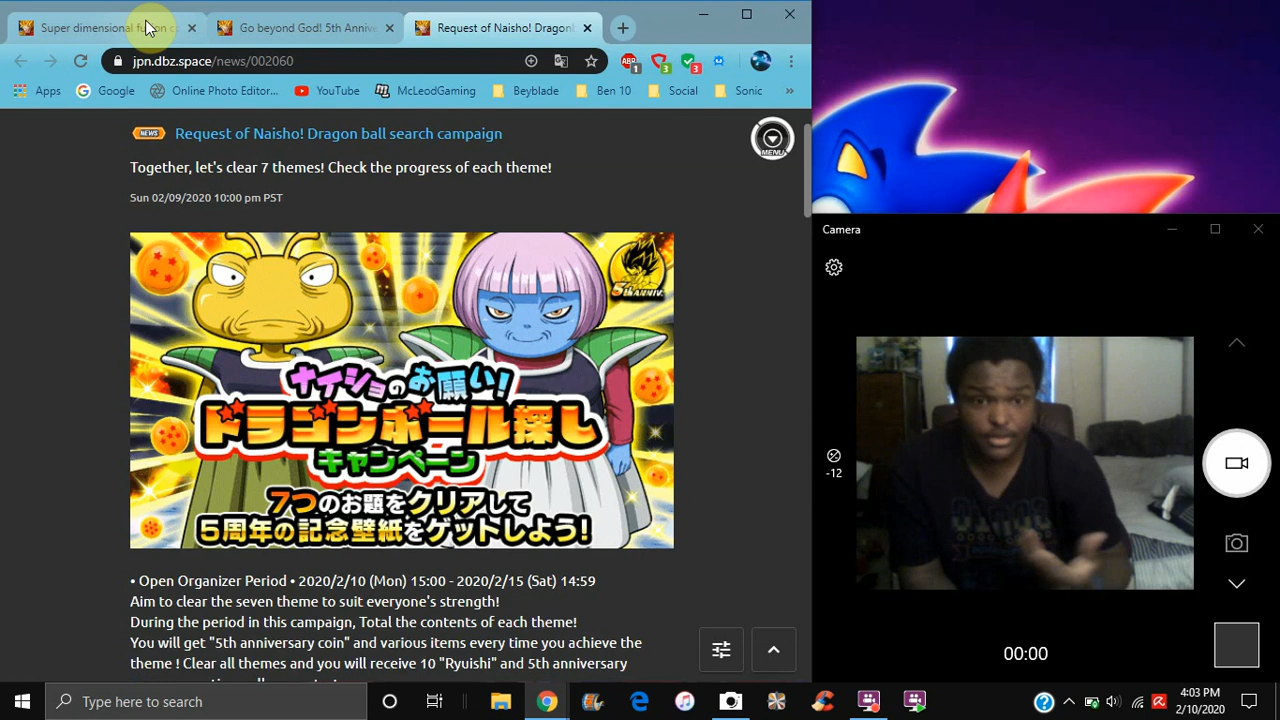 Super dimensional fusion c
Go beyond God! 5th Annive
Request of Naisho! Dragon
jpn.dbz.space/news/002060
ABP
1
3
3
Apps
Google
Online Photo Editor...
YouTube
McLeodGaming
Beyblade
Ben 10
Social
Sonic
»
NEWS
Request of Naisho! Dragon ball search campaign
MENU
Together, let's clear 7 themes! Check the progress of each theme!
Sun 02/09/2020 10:00 pm PST
5th ANNIV.
ナイショのお願い!
ドラゴンボール探し
キャンペーン
7つのお題をクリアして
5周年の記念壁紙をゲットしよう!
• Open Organizer Period • 2020/2/10 (Mon) 15:00 - 2020/2/15 (Sat) 14:59
Aim to clear the seven theme to suit everyone's strength!
During the period in this campaign, Total the contents of each theme!
You will get "5th anniversary coin" and various items every time you achieve the
theme ! Clear all themes and you will receive 10 "Ryuishi" and 5th anniversary
Camera
-12
00:00
Type here to search
4:03 PM
2/10/2020